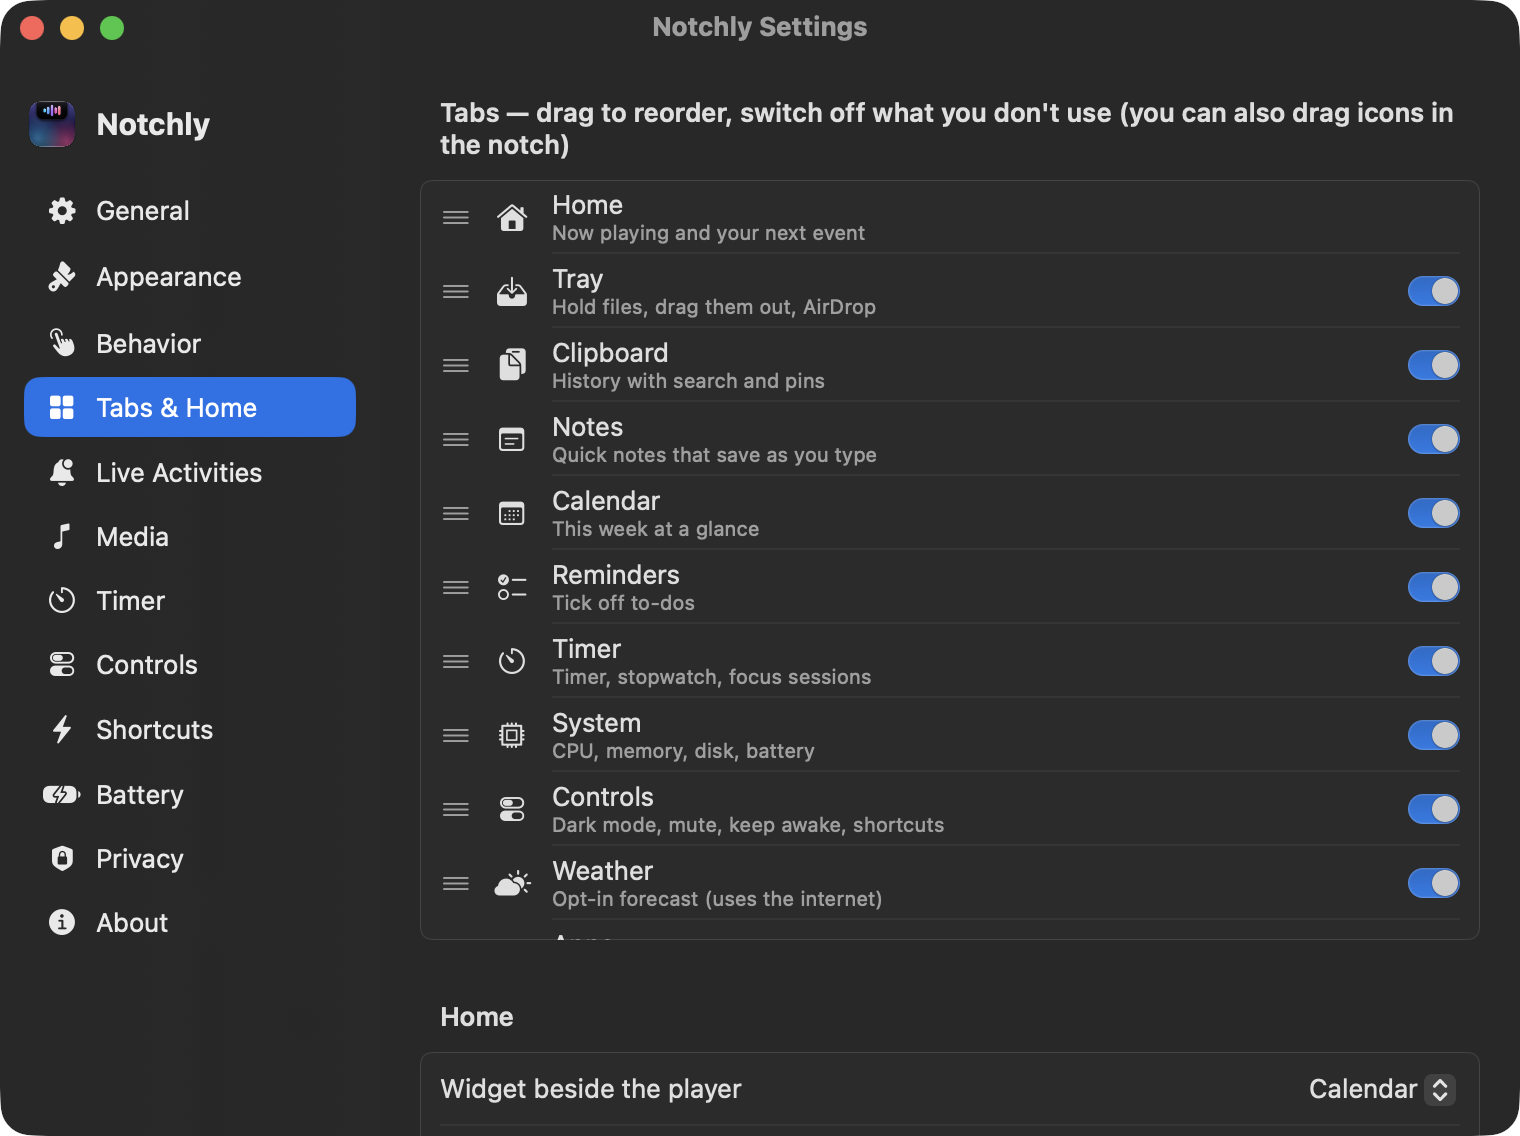 Notchly Settings
Notchly
General
Appearance
Behavior
Tabs & Home
Live Activities
Media
Timer
Controls
Shortcuts
Battery
Privacy
About
Tabs — drag to reorder, switch off what you don't use (you can also drag icons in
the notch)
Home
Now playing and your next event
Tray
Hold files, drag them out, AirDrop
Clipboard
History with search and pins
Notes
Quick notes that save as you type
Calendar
This week at a glance
Reminders
Tick off to-dos
Timer
Timer, stopwatch, focus sessions
System
CPU, memory, disk, battery
Controls
Dark mode, mute, keep awake, shortcuts
Weather
Opt-in forecast (uses the internet)
Home
Widget beside the player
Calendar